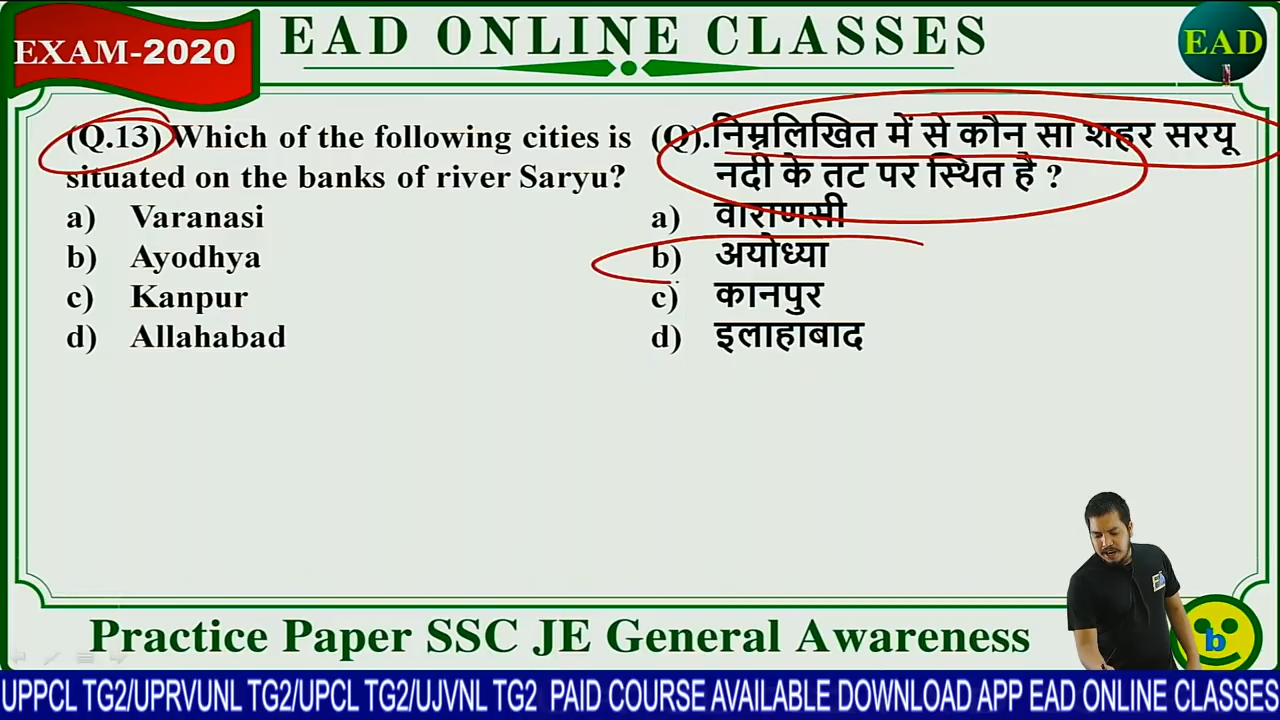 EXAM-2020
EAD ONLINE CLASSES
EAD
(Q.13) Which of the following cities is
situated on the banks of river Saryu?
a) Varanasi
b) Ayodhya
c) Kanpur
d) Allahabad
(Q).निम्नलिखित में से कौन सा शहर सरयू
नदी के तट पर स्थित है ?
a) वाराणसी
b) अयोध्या
c) कानपुर
d) इलाहाबाद
b
Practice Paper SSC JE General Awareness
UPPCL TG2/UPRVUNL TG2/UPCL TG2/UJVNL TG2 PAID COURSE AVAILABLE DOWNLOAD APP EAD ONLINE CLASSES